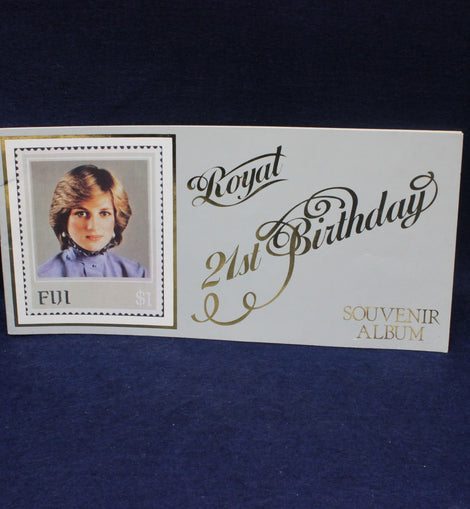 FIJI $1
Royal
21st Birthday
SOUVENIR
ALBUM